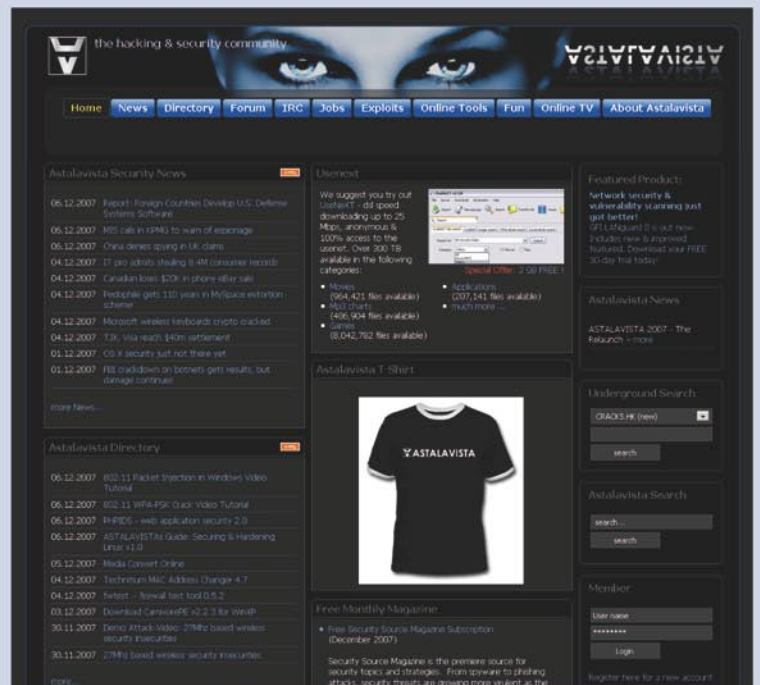 the hacking & security community
ASTALAVISTA
Home News Directory Forum IRC Jobs Exploits Online Tools Fun Online TV About Astalavista
Astalavista Security News
06.12.2007 Report: Foreign Countries Develop U.S. Defense
Systems Software
06.12.2007 MI5 calls in KPMG to warn of espionage
06.12.2007 China denies spying in UK claims
04.12.2007 IT pro admits stealing 8.4M consumer records
04.12.2007 Canadian loses $20K in phony eBay sale
04.12.2007 Pedophile gets 110 years in MySpace extortion
scheme
04.12.2007 Microsoft wireless keyboards crypto cracked
04.12.2007 TJX, Visa reach $40m settlement
01.12.2007 OS X security just not there yet
01.12.2007 FBI crackdown on botnets gets results, but
damage continues
more News...
Astalavista Directory
06.12.2007 802-11 Packet Injection in Windows Video
Tutorial
06.12.2007 802-11 WPA-PSK Crack Video Tutorial
06.12.2007 PHPIDS - web application security 2.0
06.12.2007 ASTALAVISTAs Guide: Securing & Hardening
Linux v1.0
05.12.2007 Media Convert Online
04.12.2007 Technitium MAC Address Changer 4.7
04.12.2007 fwtest - firewall test tool 0.5.2
03.12.2007 Download CarnivorePE v2.2.3 for WinXP
30.11.2007 Demo Attack-Video: 27Mhz based wireless
security insecurities
30.11.2007 27Mhz based wireless security insecurities
more...
Usenext
We suggest you try out
UseNeXT - dsl speed
downloading up to 25
Mbps, anonymous &
100% access to the
usenet. Over 300 TB
available in the following
categories:
Special Offer: 3 GB FREE !
Movies
(964,421 files available)
Mp3 charts
(406,904 files available)
Games
(8,042,782 files available)
Applications
(207,141 files available)
much more ...
Astalavista T-Shirt
ASTALAVISTA
Free Monthly Magazine
Free Security Source Magazine Subscription
(December 2007)
Security Source Magazine is the premiere source for
security topics and strategies. From spyware to phishing
attacks, security threats are growing more virulent as the
Featured Product:
Network security &
vulnerability scanning just
got better!
GFI LANguard 8 is out now.
Includes new & improved
features. Download your FREE
30-day trial today!
Astalavista News
ASTALAVISTA 2007 - The
Relaunch - more
Underground Search
CRACKS.HK (new)
search
Astalavista Search
search...
search
Member
User name
********
Login
Register here for a new account